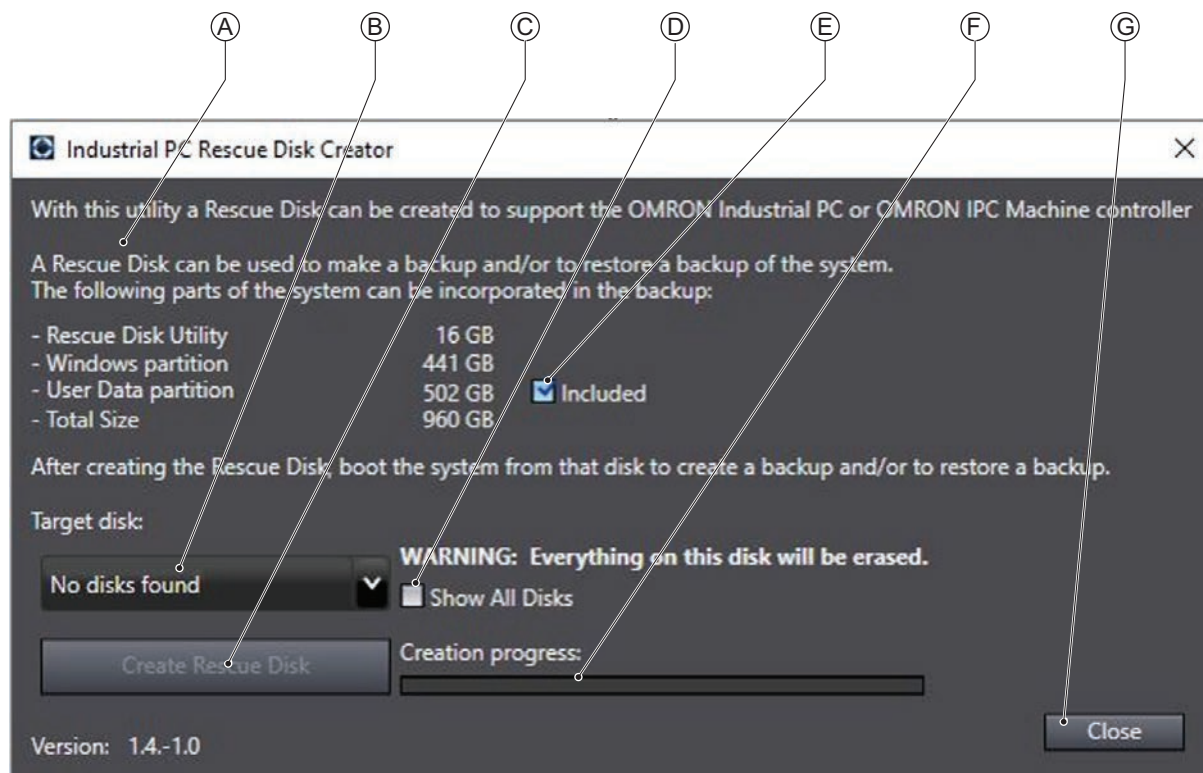 A B C D E F G
Industrial PC Rescue Disk Creator
With this utility a Rescue Disk can be created to support the OMRON Industrial PC or OMRON IPC Machine controller
A Rescue Disk can be used to make a backup and/or to restore a backup of the system.
The following parts of the system can be incorporated in the backup:
- Rescue Disk Utility 16 GB
- Windows partition 441 GB
- User Data partition 502 GB Included
- Total Size 960 GB
After creating the Rescue Disk, boot the system from that disk to create a backup and/or to restore a backup.
Target disk:
WARNING: Everything on this disk will be erased.
No disks found
Show All Disks
Create Rescue Disk
Creation progress:
Close
Version: 1.4.-1.0